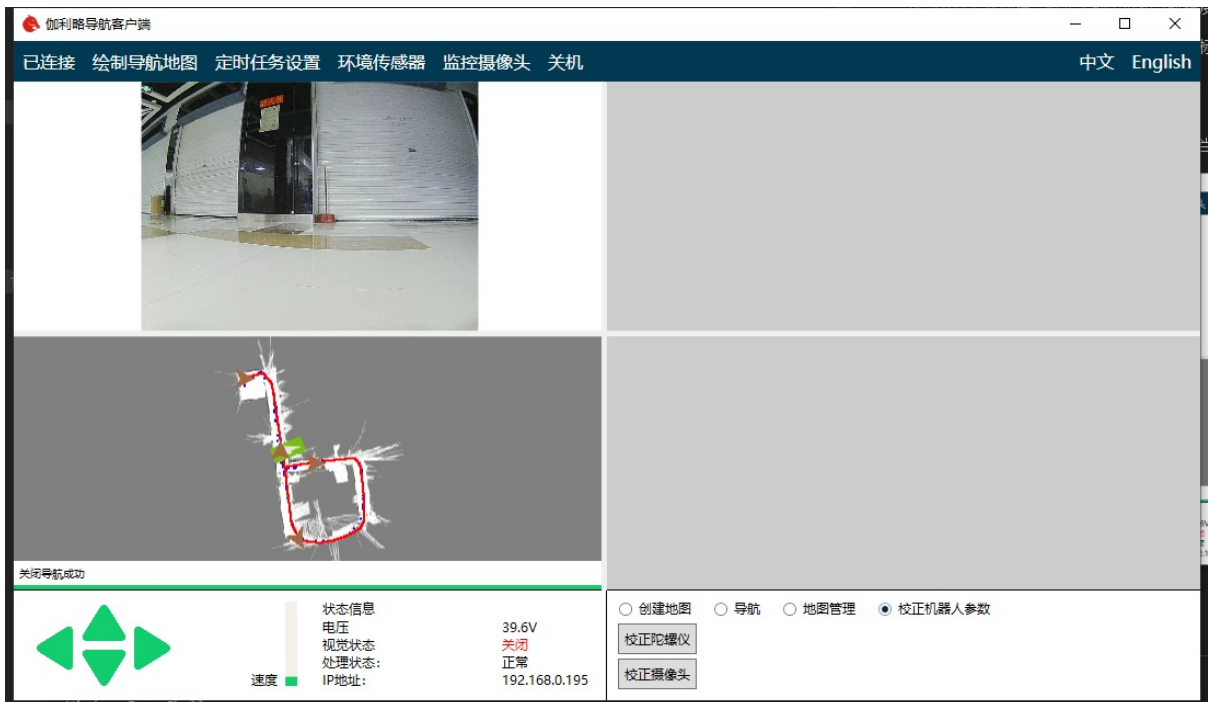 伽利略导航客户端
已连接 绘制导航地图 定时任务设置 环境传感器 监控摄像头 关机 中文 English
关闭导航成功
状态信息
电压 39.6V
视觉状态 关闭
处理状态: 正常
速度 IP地址: 192.168.0.195
创建地图 导航 地图管理 校正机器人参数
校正陀螺仪
校正摄像头